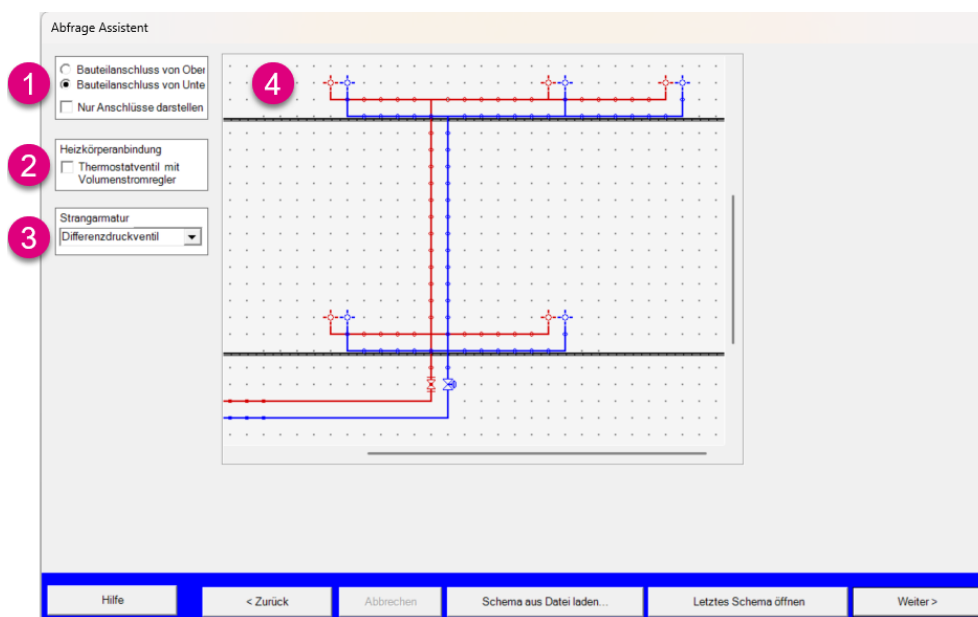 Abfrage Assistent
1
Bauteilanschluss von Ober
Bauteilanschluss von Unte
Nur Anschlüsse darstellen
2
Heizkörperanbindung
Thermostatventil mit
Volumenstromregler
3
Strangarmatur
Differenzdruckventil
4
Hilfe
< Zurück
Abbrechen
Schema aus Datei laden...
Letztes Schema öffnen
Weiter >